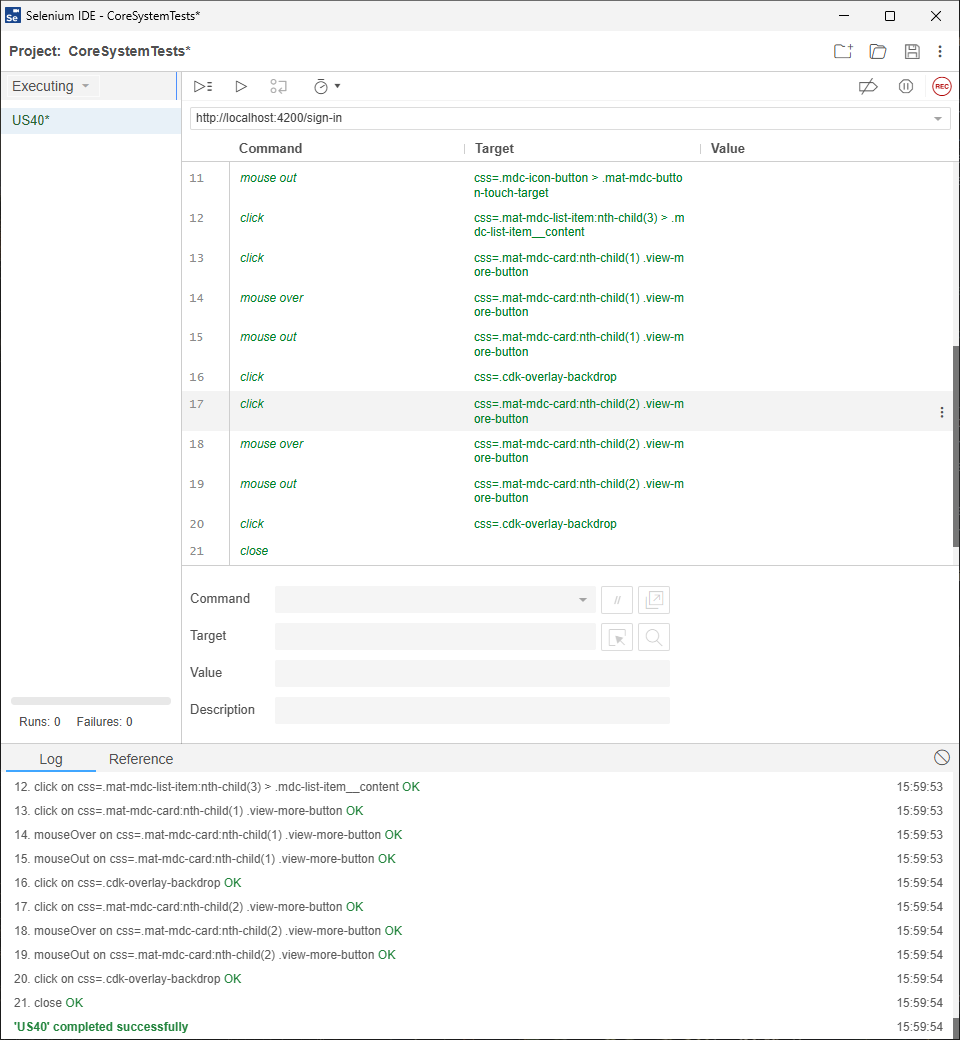 Selenium IDE - CoreSystemTests*
Project: CoreSystemTests*
Executing
US40*
REC
http://localhost:4200/sign-in
Command Target Value
11 mouse out css=.mdc-icon-button > .mat-mdc-butto
n-touch-target
12 click css=.mat-mdc-list-item:nth-child(3) > .m
dc-list-item__content
13 click css=.mat-mdc-card:nth-child(1) .view-m
ore-button
14 mouse over css=.mat-mdc-card:nth-child(1) .view-m
ore-button
15 mouse out css=.mat-mdc-card:nth-child(1) .view-m
ore-button
16 click css=.cdk-overlay-backdrop
17 click css=.mat-mdc-card:nth-child(2) .view-m
ore-button
18 mouse over css=.mat-mdc-card:nth-child(2) .view-m
ore-button
19 mouse out css=.mat-mdc-card:nth-child(2) .view-m
ore-button
20 click css=.cdk-overlay-backdrop
21 close
Command //
Target
Value
Description
Runs: 0 Failures: 0
Log Reference
12. click on css=.mat-mdc-list-item:nth-child(3) > .mdc-list-item__content OK 15:59:53
13. click on css=.mat-mdc-card:nth-child(1) .view-more-button OK 15:59:53
14. mouseOver on css=.mat-mdc-card:nth-child(1) .view-more-button OK 15:59:53
15. mouseOut on css=.mat-mdc-card:nth-child(1) .view-more-button OK 15:59:53
16. click on css=.cdk-overlay-backdrop OK 15:59:54
17. click on css=.mat-mdc-card:nth-child(2) .view-more-button OK 15:59:54
18. mouseOver on css=.mat-mdc-card:nth-child(2) .view-more-button OK 15:59:54
19. mouseOut on css=.mat-mdc-card:nth-child(2) .view-more-button OK 15:59:54
20. click on css=.cdk-overlay-backdrop OK 15:59:54
21. close OK 15:59:54
'US40' completed successfully 15:59:54